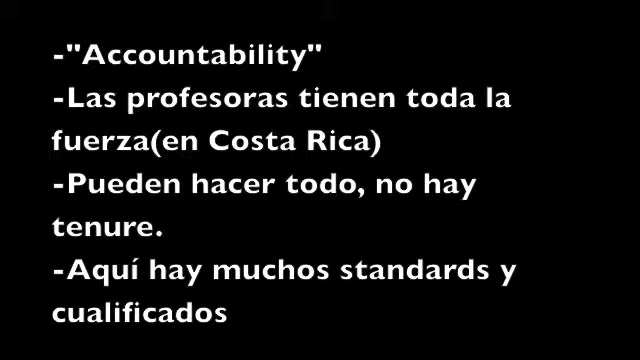 -"Accountability"
-Las profesoras tienen toda la
fuerza(en Costa Rica)
-Pueden hacer todo, no hay
tenure.
-Aquí hay muchos standards y
cualificados